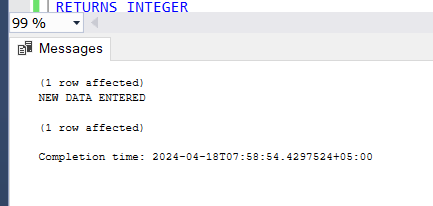 RETURNS INTEGER
99 %
Messages
(1 row affected)
NEW DATA ENTERED
(1 row affected)
Completion time: 2024-04-18T07:58:54.4297524+05:00